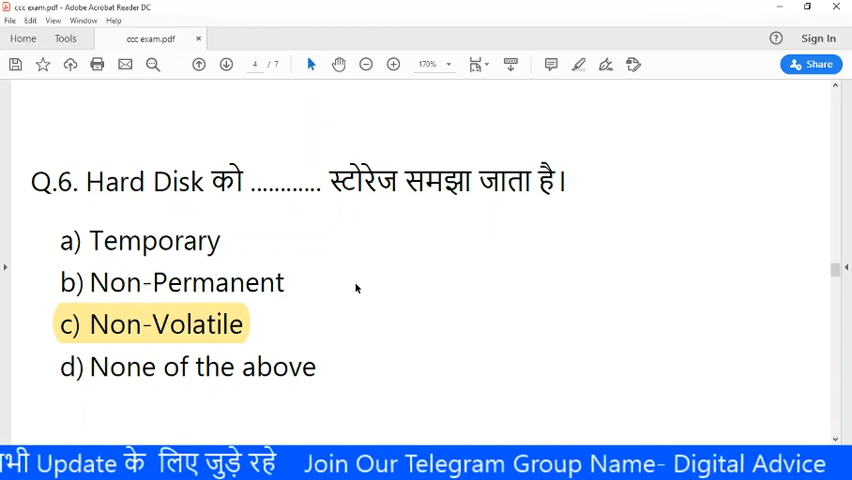 ccc exam.pdf - Adobe Acrobat Reader DC
File Edit View Window Help
Home Tools ccc exam.pdf × Sign In
4 / 7 170% Share
Q.6. Hard Disk को ............ स्टोरेज समझा जाता है।
a) Temporary
b) Non-Permanent
c) Non-Volatile
d) None of the above
भी Update के लिए जुड़े रहे Join Our Telegram Group Name- Digital Advice